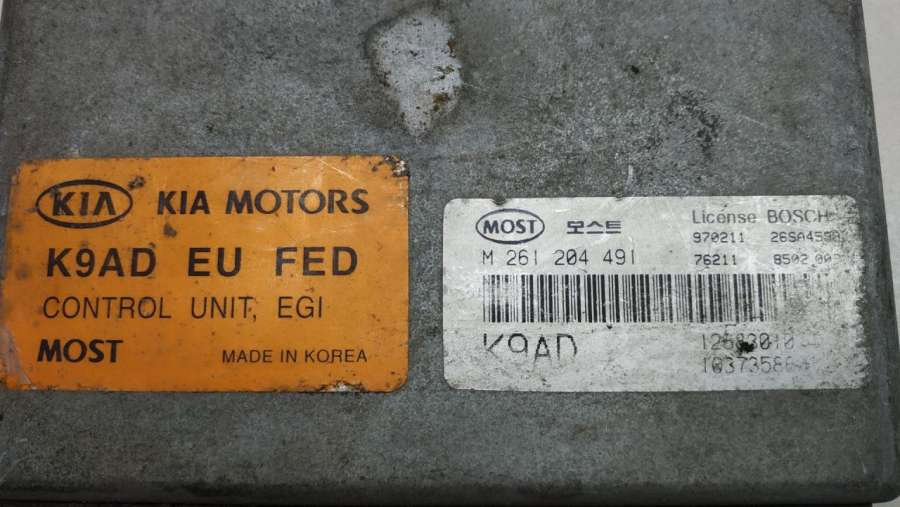 KIA KIA MOTORS
K9AD EU FED
CONTROL UNIT, EGI
MOST MADE IN KOREA
MOST 모스트 License BOSCH
970211
M 261 204 491 76211
K9AD